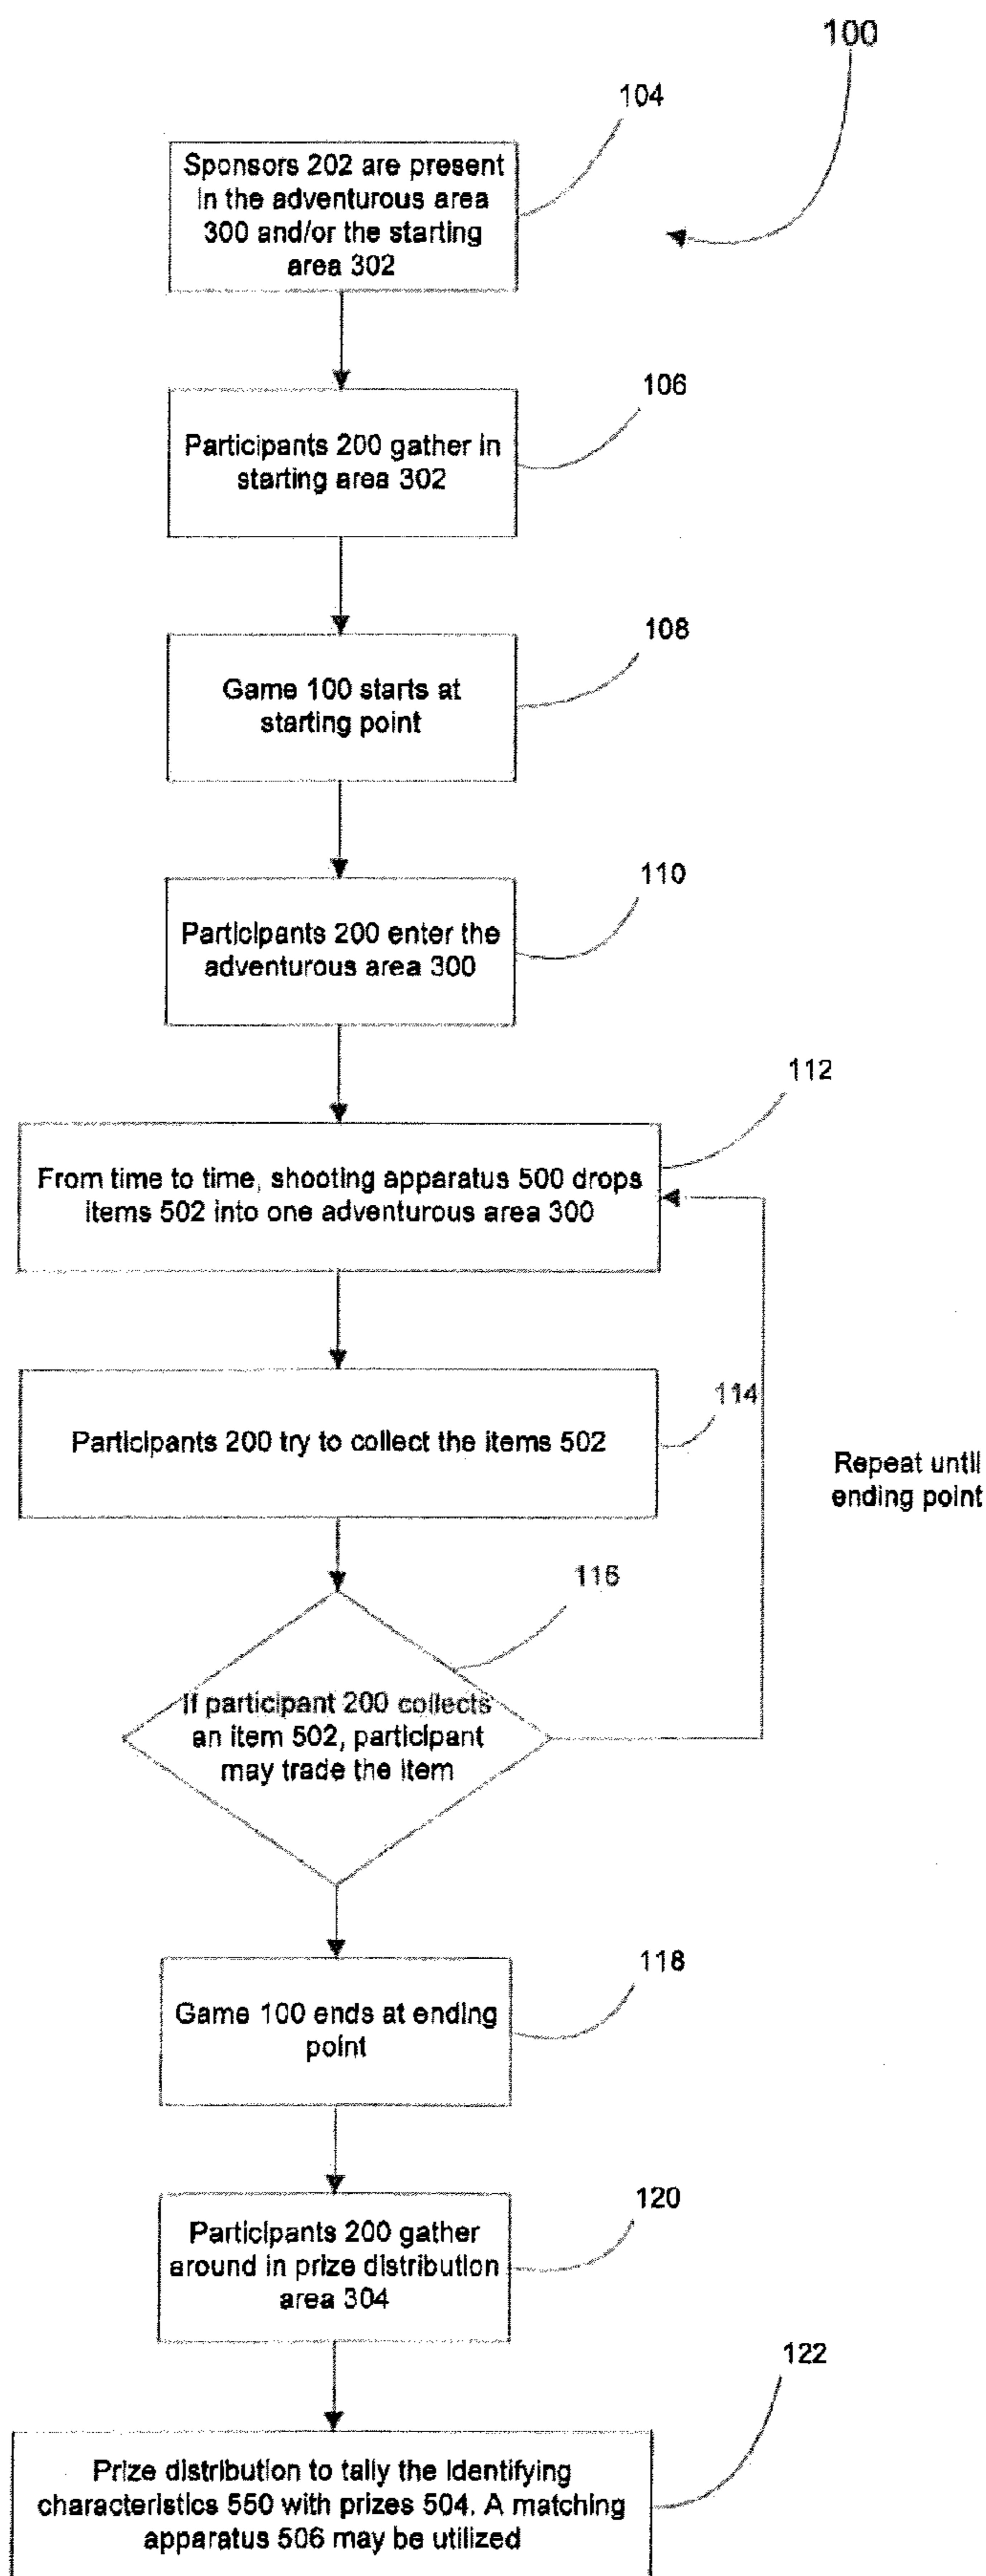 100
104
Sponsors 202 are present
in the adventurous area
300 and/or the starting
area 302
106
Participants 200 gather in
starting area 302
108
Game 100 starts at
starting point
110
Participants 200 enter the
adventurous area 300
112
From time to time, shooting apparatus 500 drops
items 502 into one adventurous area 300
114
Participants 200 try to collect the items 502
Repeat until
ending point
116
If participant 200 collects
an item 502, participant
may trade the item
118
Game 100 ends at ending
point
120
Participants 200 gather
around in prize distribution
area 304
122
Prize distribution to tally the identifying
characteristics 550 with prizes 504. A matching
apparatus 506 may be utilized